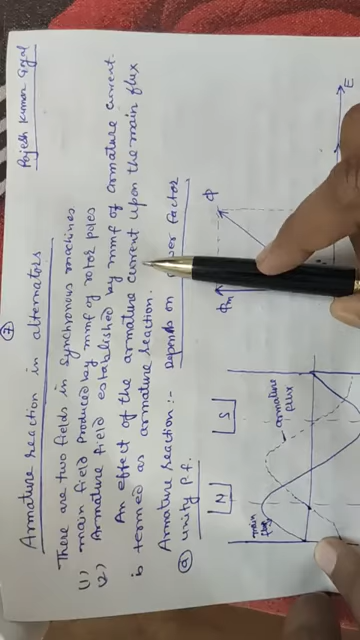 (7)
Armature reaction in alternators
Rajesh Kumar Goyal
There are two fields in synchronous machines
(1) main field produced by mmf of rotor poles
(2) Armature field established by mmf of armature current.
An effect of the armature current upon the main flux
is termed as armature reaction.
Armature reaction :- Depends on factor
(a) unity P.f.
N S
main flux
armature flux
Φm Φ
E